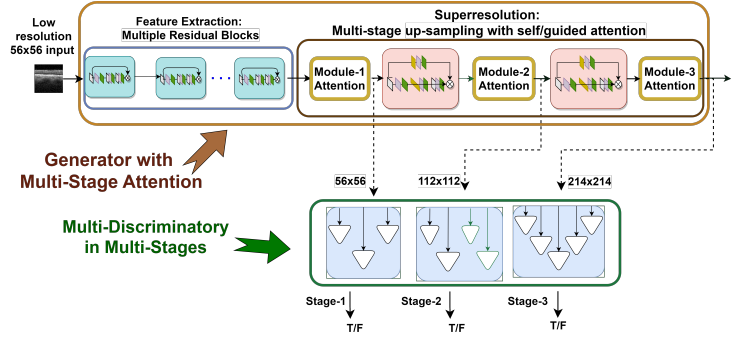 Low
resolution
56x56 input
Feature Extraction:
Multiple Residual Blocks
Superresolution:
Multi-stage up-sampling with self/guided attention
Module-1
Attention
Module-2
Attention
Module-3
Attention
Generator with
Multi-Stage Attention
56x56
112x112
214x214
Multi-Discriminatory
in Multi-Stages
Stage-1
Stage-2
Stage-3
T/F
T/F
T/F